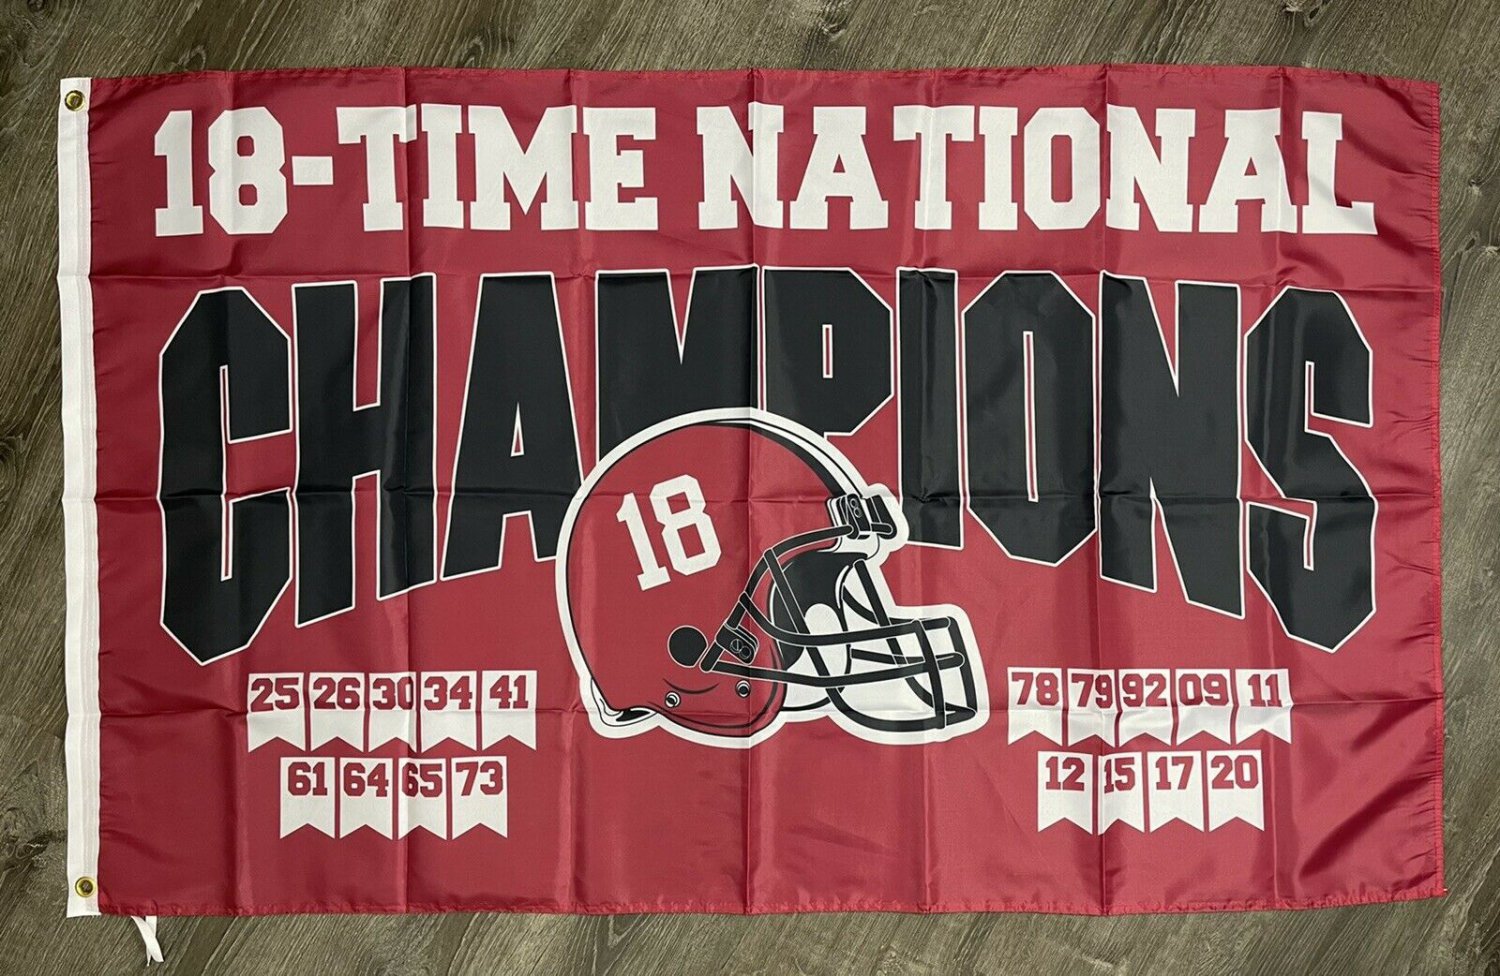 18-TIME NATIONAL
CHAMPIONS
18
25 26 30 34 41
61 64 65 73
78 79 92 09 11
12 15 17 20